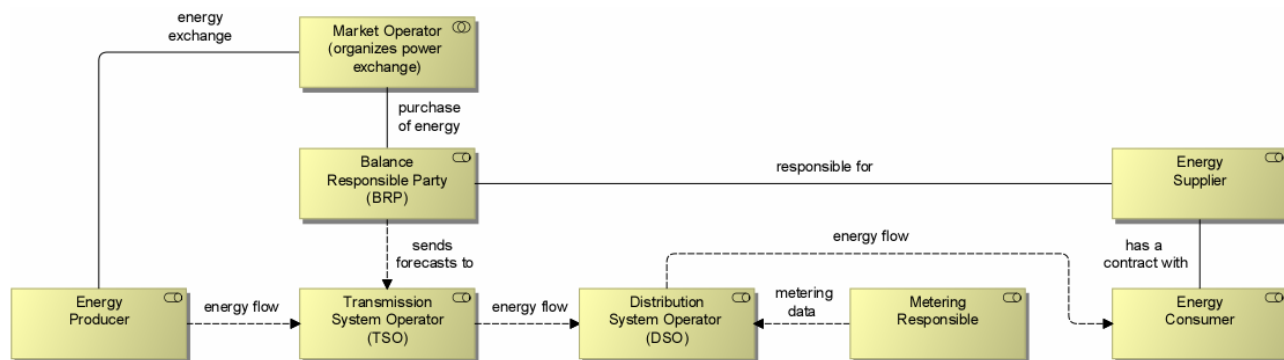 energy
exchange
Market Operator
(organizes power
exchange)
purchase
of energy
Balance
Responsible Party
(BRP)
responsible for
Energy
Supplier
sends
forecasts to
energy flow
has a
contract with
Energy
Producer
energy flow
Transmission
System Operator
(TSO)
energy flow
Distribution
System Operator
(DSO)
metering
data
Metering
Responsible
Energy
Consumer